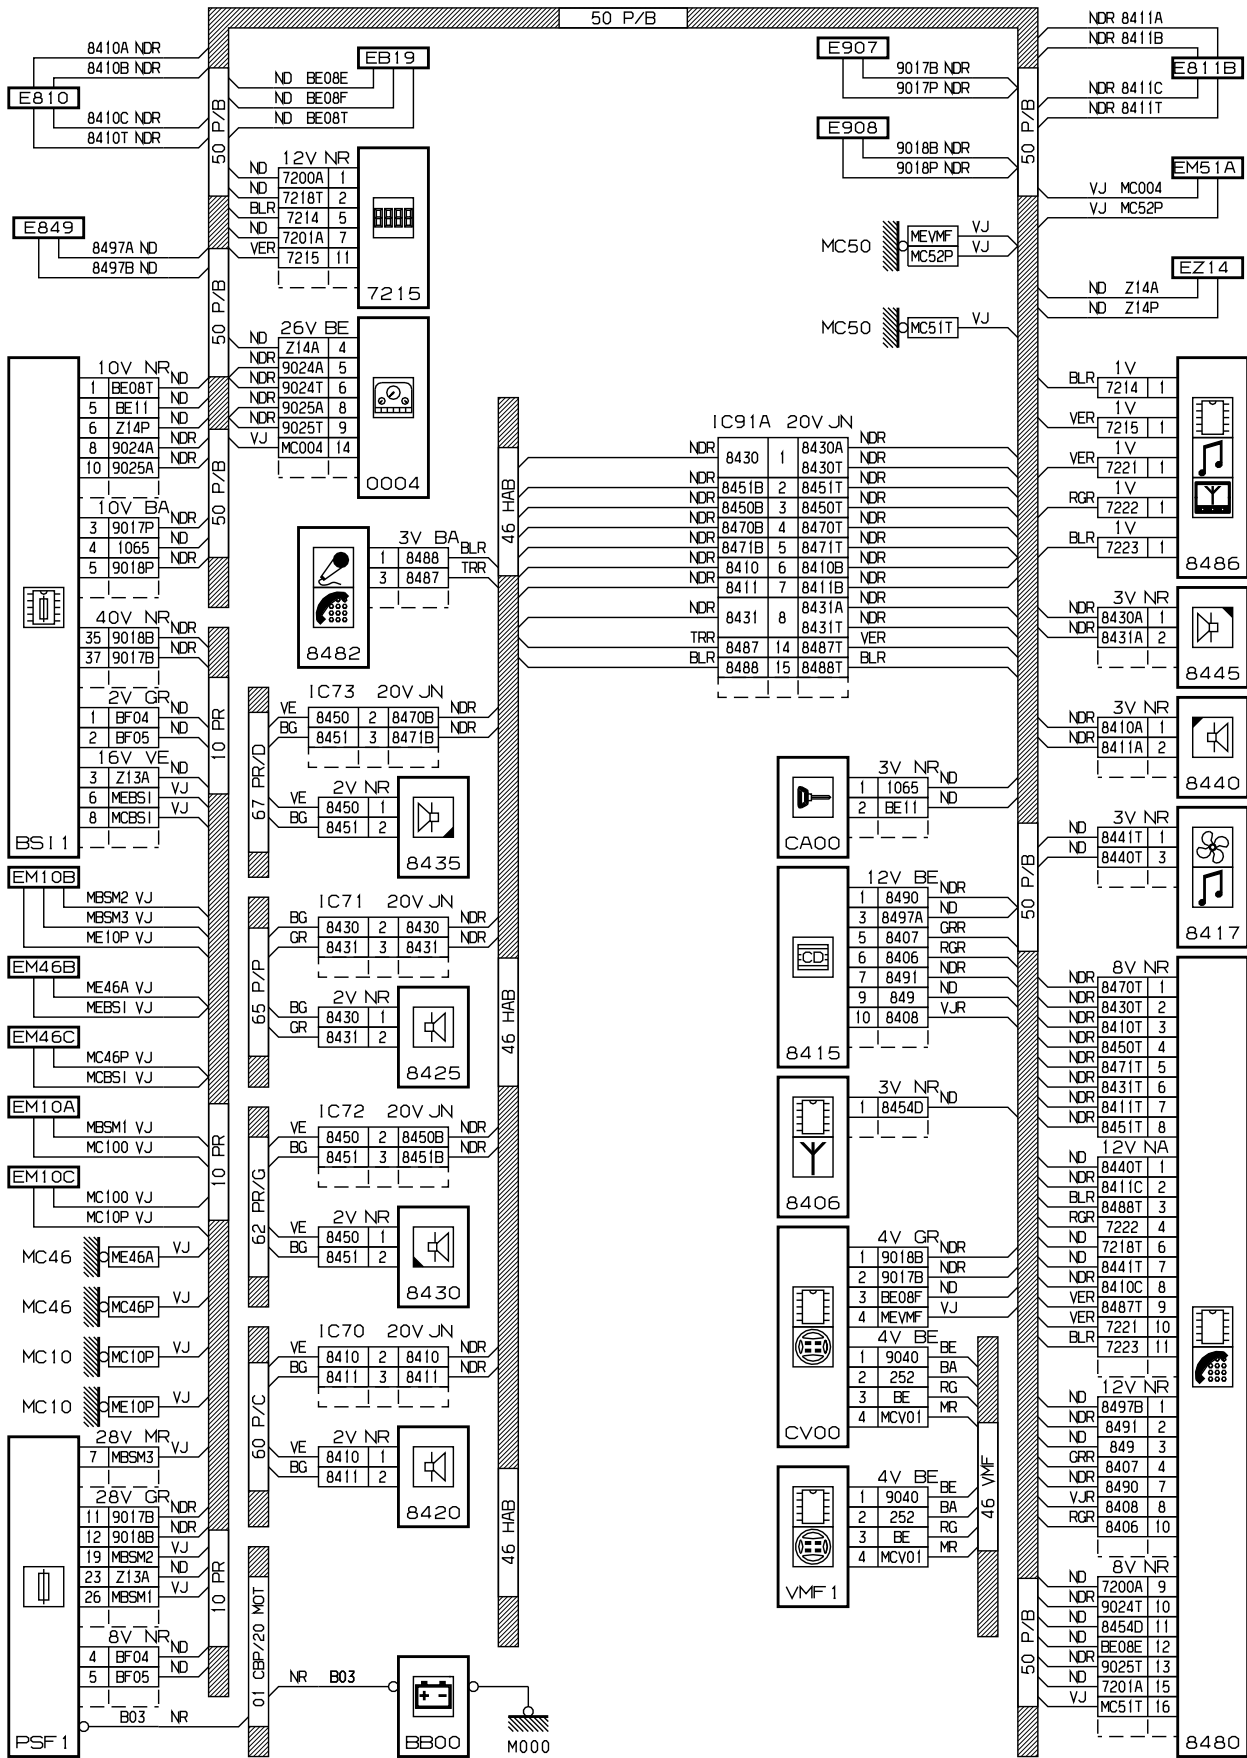 50 P/B
8410A NDR
8410B NDR
E810
8410C NDR
8410T NDR
50 P/B
EB19
ND BE08E
ND BE08F
ND BE08T
12V NR
ND 7200A 1
ND 7218T 2
BLR 7214 5
ND 7201A 7
VER 7215 11
7215
E849
8497A ND
8497B ND
50 P/B
26V BE
ND Z14A 4
NDR 9024A 5
NDR 9024T 6
NDR 9025A 8
NDR 9025T 9
VJ MC004 14
0004
10V NR
1 BE08T ND
5 BE11 ND
6 Z14P ND
8 9024A NDR
10 9025A NDR
50 P/B
10V BA
3 9017P NDR
4 1065 ND
5 9018P NDR
40V NR
35 9018B NDR
37 9017B NDR
2V GR
1 BF04 ND
2 BF05 ND
16V VE
3 Z13A ND
6 MEBSI VJ
8 MCBSI VJ
BSI1
10 PR
3V BA
1 8488 BLR
3 8487 TRR
8482
46 HAB
IC73 20V JN
VE 8450 2 8470B NDR
BG 8451 3 8471B NDR
67 PR/D
2V NR
VE 8450 1
BG 8451 2
8435
EM10B
MBSM2 VJ
MBSM3 VJ
ME10P VJ
EM46B
ME46A VJ
MEBSI VJ
EM46C
MC46P VJ
MCBSI VJ
EM10A
MBSM1 VJ
MC100 VJ
EM10C
MC100 VJ
MC10P VJ
10 PR
IC71 20V JN
BG 8430 2 8430 NDR
GR 8431 3 8431 NDR
65 P/P
2V NR
BG 8430 1
GR 8431 2
8425
46 HAB
IC72 20V JN
VE 8450 2 8450B NDR
BG 8451 3 8451B NDR
62 PR/G
2V NR
VE 8450 1
BG 8451 2
8430
MC46 ME46A VJ
MC46 MC46P VJ
MC10 MC10P VJ
MC10 ME10P VJ
IC70 20V JN
VE 8410 2 8410 NDR
BG 8411 3 8411 NDR
60 P/C
2V NR
VE 8410 1
BG 8411 2
8420
46 HAB
28V MR
7 MBSM3 VJ
28V GR
11 9017B NDR
12 9018B NDR
19 MBSM2 VJ
23 Z13A ND
26 MBSM1 VJ
10 PR
8V NR
4 BF04 ND
5 BF05 ND
B03 NR
PSF1
01 CBP/20 MOT
NR B03
BB00
M000
E907
9017B NDR
9017P NDR
E908
9018B NDR
9018P NDR
50 P/B
NDR 8411A
NDR 8411B
E811B
NDR 8411C
NDR 8411T
EM51A
VJ MC004
VJ MC52P
MC50 MEVMF VJ
MC52P VJ
EZ14
ND Z14A
ND Z14P
MC50 MC51T VJ
IC91A 20V JN
NDR 8430 1 8430A NDR
8430T NDR
NDR 8451B 2 8451T NDR
NDR 8450B 3 8450T NDR
NDR 8470B 4 8470T NDR
NDR 8471B 5 8471T NDR
NDR 8410 6 8410B NDR
NDR 8411 7 8411B NDR
NDR 8431 8 8431A NDR
8431T NDR
TRR 8487 14 8487T VER
BLR 8488 15 8488T BLR
1V
BLR 7214 1
1V
VER 7215 1
1V
VER 7221 1
1V
RGR 7222 1
1V
BLR 7223 1
8486
3V NR
NDR 8430A 1
NDR 8431A 2
8445
3V NR
NDR 8410A 1
NDR 8411A 2
8440
3V NR
1 1065 ND
2 BE11 ND
CA00
3V NR
ND 8441T 1
ND 8440T 3
8417
50 P/B
12V BE
1 8490 NDR
3 8497A ND
5 8407 GRR
6 8406 RGR
7 8491 NDR
9 849 ND
10 8408 VJR
CD
8415
3V NR
1 8454D ND
8406
8V NR
NDR 8470T 1
NDR 8430T 2
NDR 8410T 3
NDR 8450T 4
NDR 8471T 5
NDR 8431T 6
NDR 8411T 7
NDR 8451T 8
12V NA
ND 8440T 1
NDR 8411C 2
BLR 8488T 3
RGR 7222 4
ND 7218T 6
ND 8441T 7
NDR 8410C 8
VER 8487T 9
VER 7221 10
BLR 7223 11
4V GR
1 9018B NDR
2 9017B NDR
3 BE08F ND
4 MEVMF VJ
4V BE
1 9040 BE
2 252 BA
3 BE RG
4 MCV01 MR
CV00
46 VMF
4V BE
1 9040 BE
2 252 BA
3 BE RG
4 MCV01 MR
VMF1
12V NR
ND 8497B 1
NDR 8491 2
ND 849 3
GRR 8407 4
NDR 8490 7
VJR 8408 8
RGR 8406 10
50 P/B
8V NR
ND 7200A 9
NDR 9024T 10
ND 8454D 11
ND BE08E 12
NDR 9025T 13
ND 7201A 15
VJ MC51T 16
8480